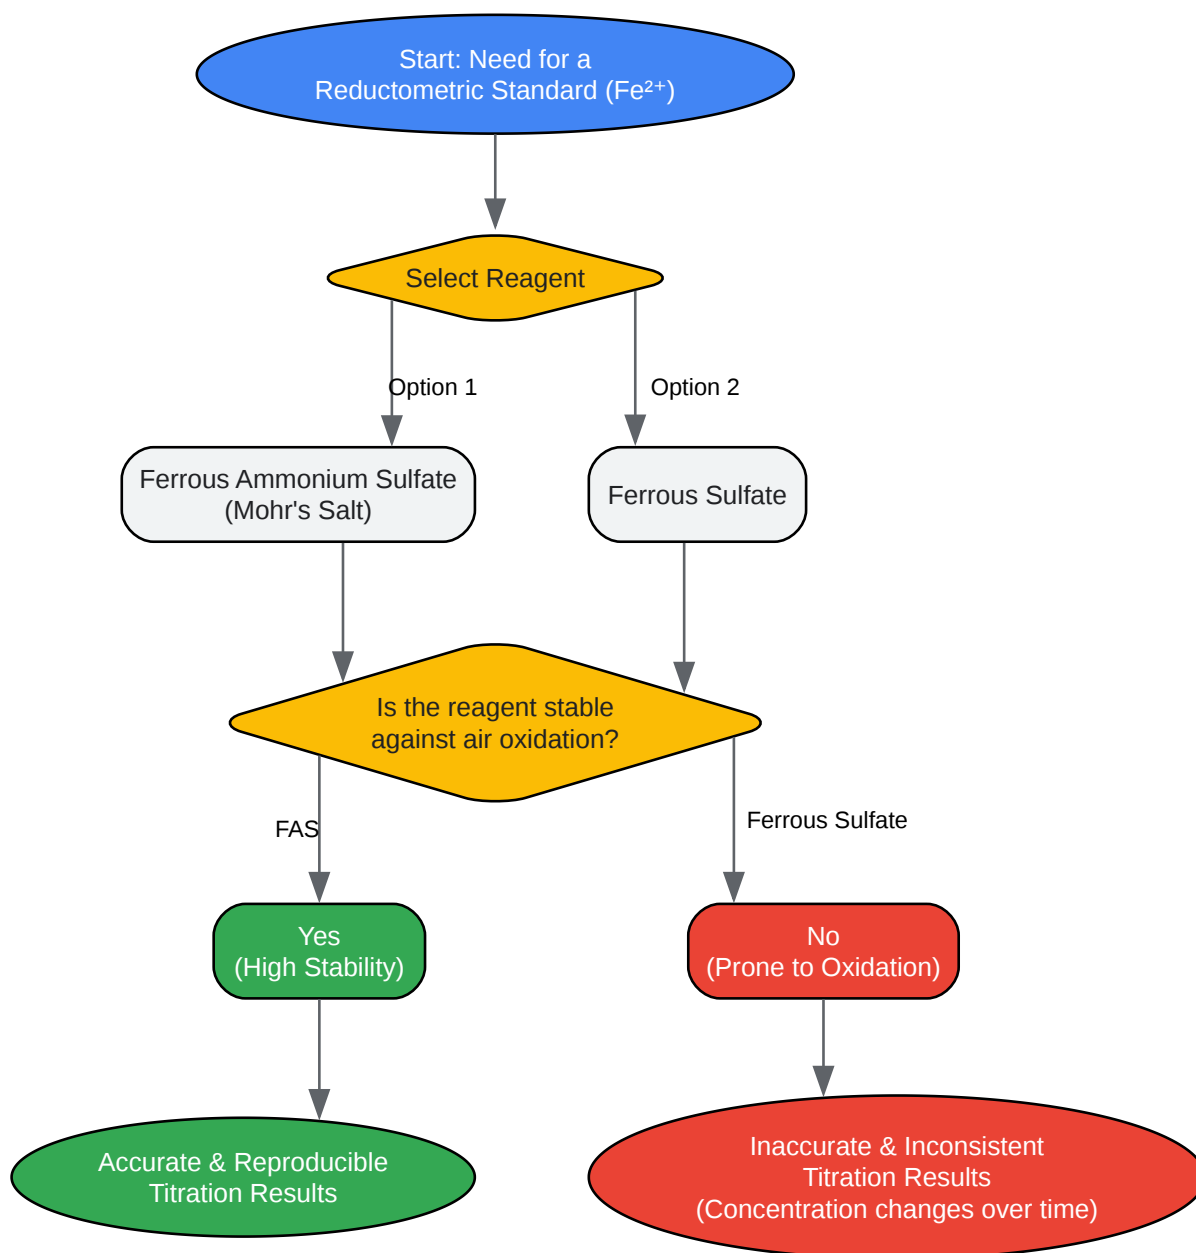 Start: Need for a
Reductometric Standard (Fe²⁺)
Select Reagent
Option 1
Option 2
Ferrous Ammonium Sulfate
(Mohr's Salt)
Ferrous Sulfate
Is the reagent stable
against air oxidation?
FAS
Ferrous Sulfate
Yes
(High Stability)
No
(Prone to Oxidation)
Accurate & Reproducible
Titration Results
Inaccurate & Inconsistent
Titration Results
(Concentration changes over time)